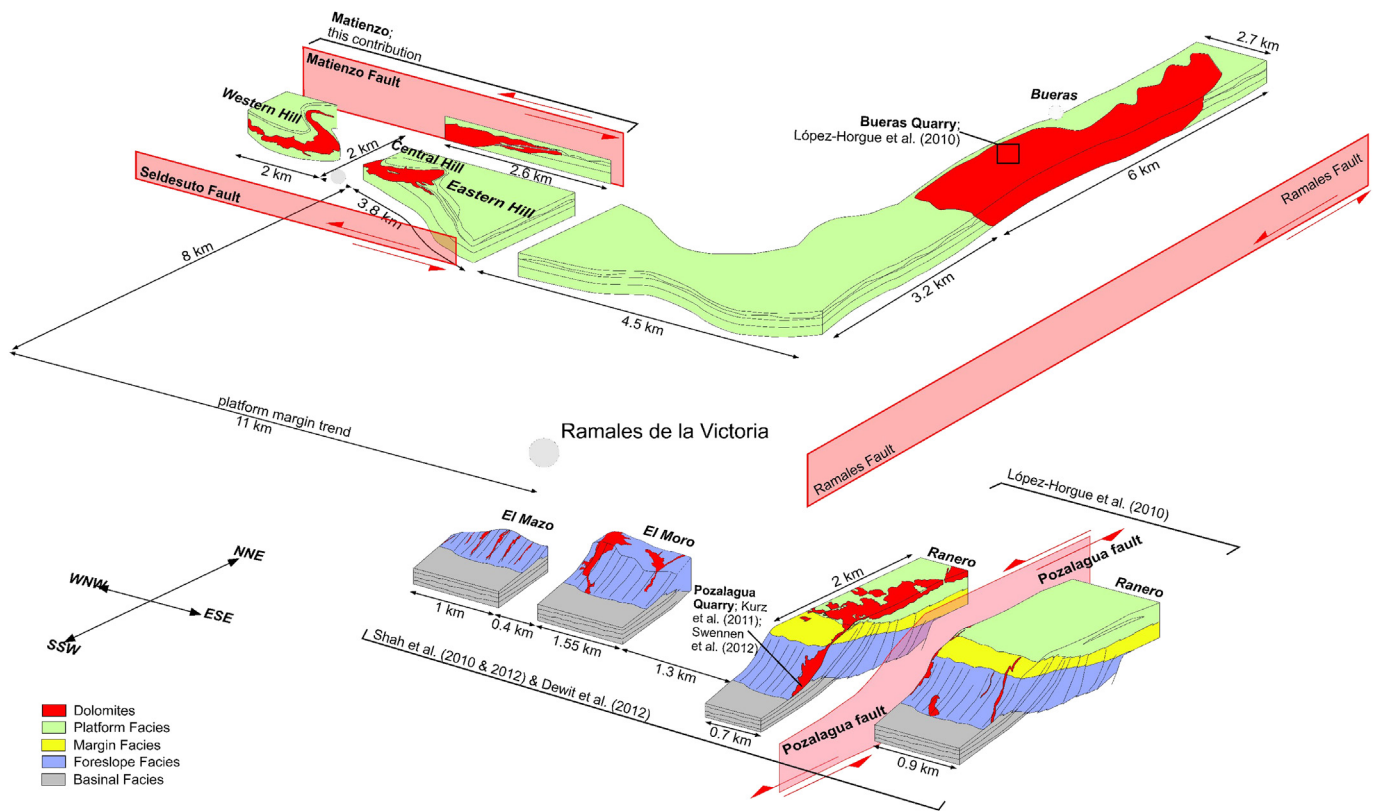 Matienzo;
this contribution
Matienzo Fault
Western Hill
2 km
2 km
Central Hill
2.6 km
Eastern Hill
Seldesuto Fault
3.8 km
8 km
4.5 km
3.2 km
6 km
2.7 km
Bueras
Bueras Quarry;
López-Horgue et al. (2010)
Ramales Fault
Ramales Fault
platform margin trend
11 km
Ramales de la Victoria
NNE
WNW
ESE
SSW
El Mazo
El Moro
1 km
0.4 km
1.55 km
1.3 km
Shah et al. (2010 & 2012) & Dewit et al. (2012)
Pozalagua
Quarry; Kurz
et al. (2011);
Swennen
et al. (2012)
2 km
Ranero
0.7 km
López-Horgue et al. (2010)
Pozalagua fault
Pozalagua fault
Ranero
0.9 km
Dolomites
Platform Facies
Margin Facies
Foreslope Facies
Basinal Facies